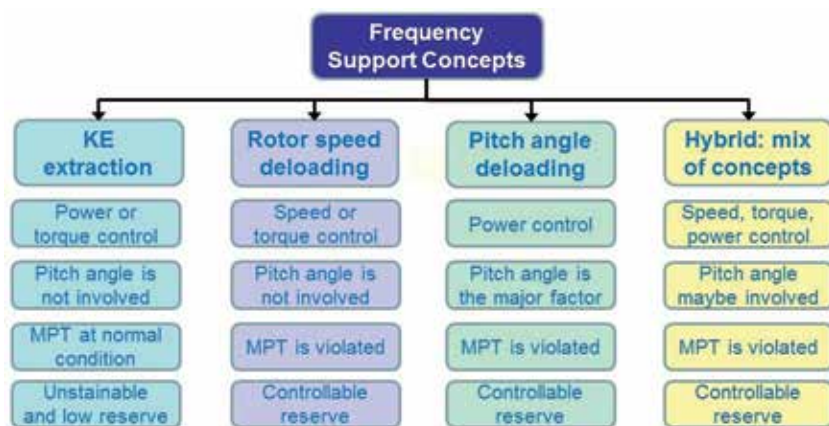 Frequency
Support Concepts
KE
extraction
Power or
torque control
Pitch angle is
not involved
MPT at normal
condition
Unstainable
and low reserve
Rotor speed
deloading
Speed or
torque control
Pitch angle is
not involved
MPT is violated
Controllable
reserve
Pitch angle
deloading
Power control
Pitch angle is
the major factor
MPT is violated
Controllable
reserve
Hybrid: mix
of concepts
Speed, torque,
power control
Pitch angle
maybe involved
MPT is violated
Controllable
reserve